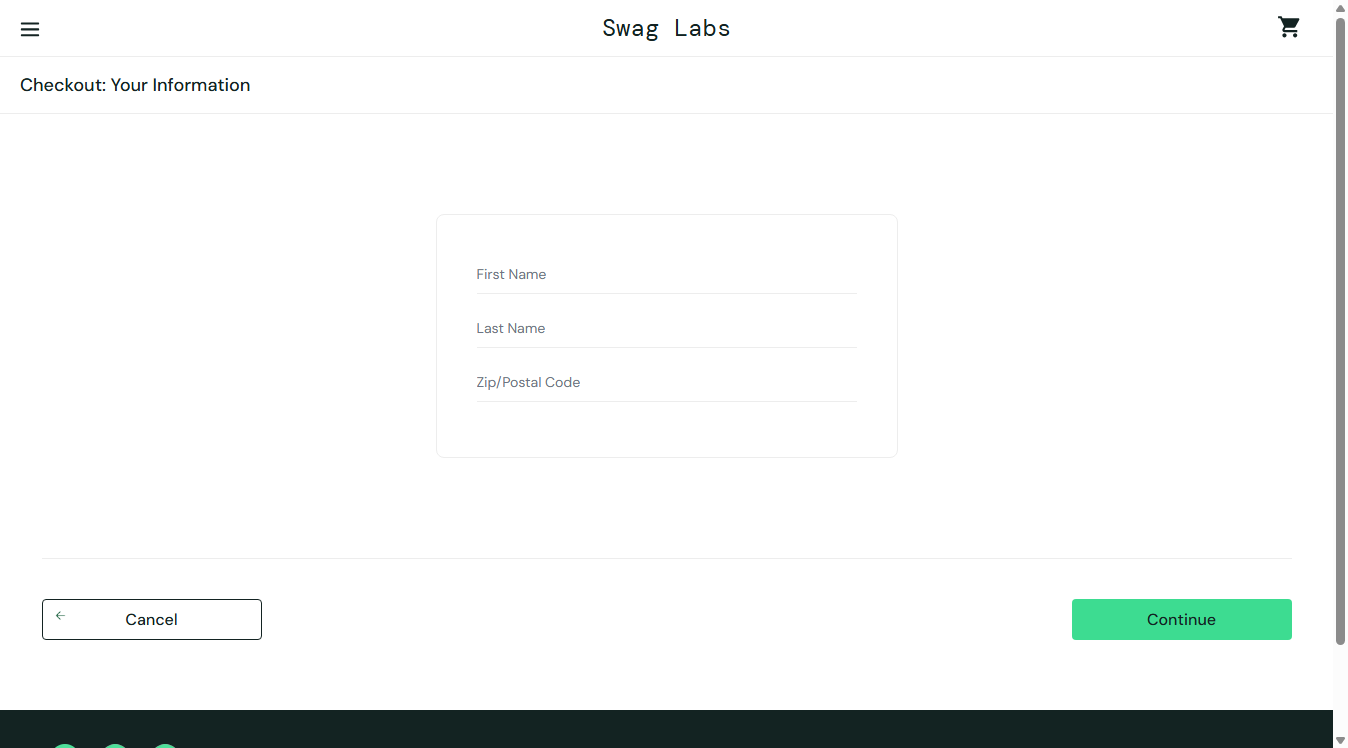 Swag Labs
Checkout: Your Information
First Name
Last Name
Zip/Postal Code
Cancel
Continue